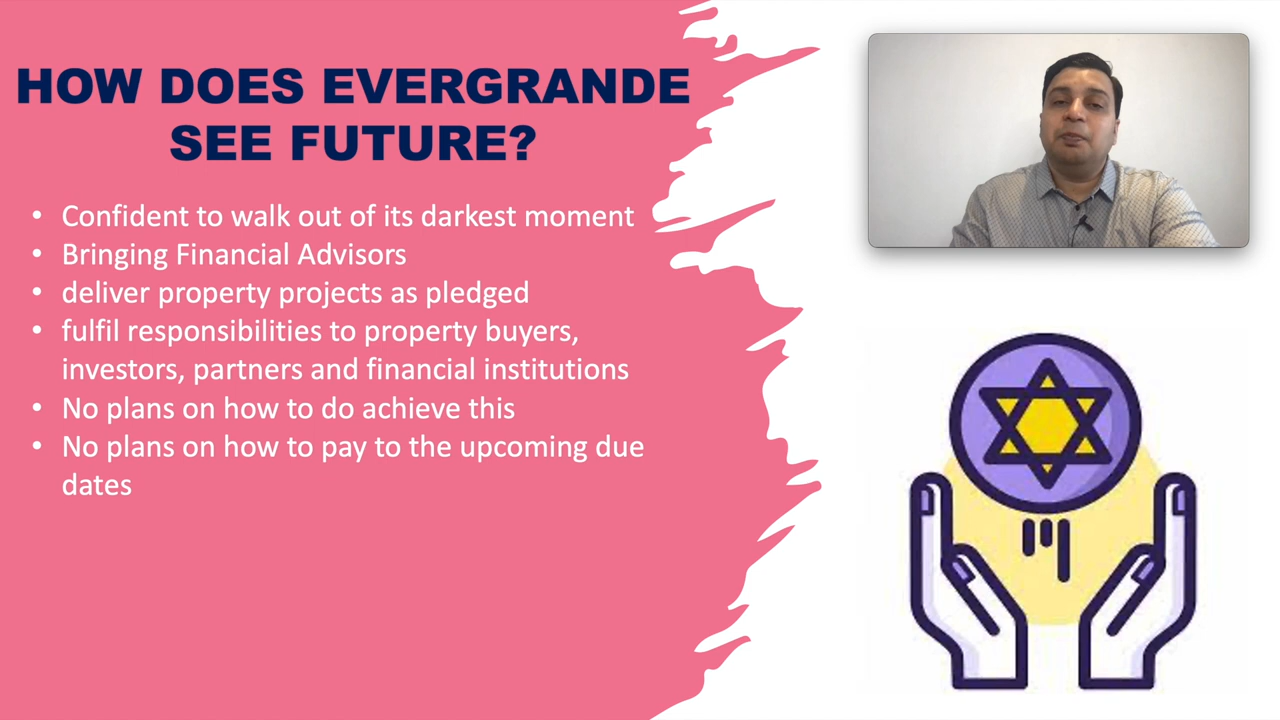 HOW DOES EVERGRANDE
SEE FUTURE?
• Confident to walk out of its darkest moment
• Bringing Financial Advisors
• deliver property projects as pledged
• fulfil responsibilities to property buyers,
investors, partners and financial institutions
• No plans on how to do achieve this
• No plans on how to pay to the upcoming due
dates